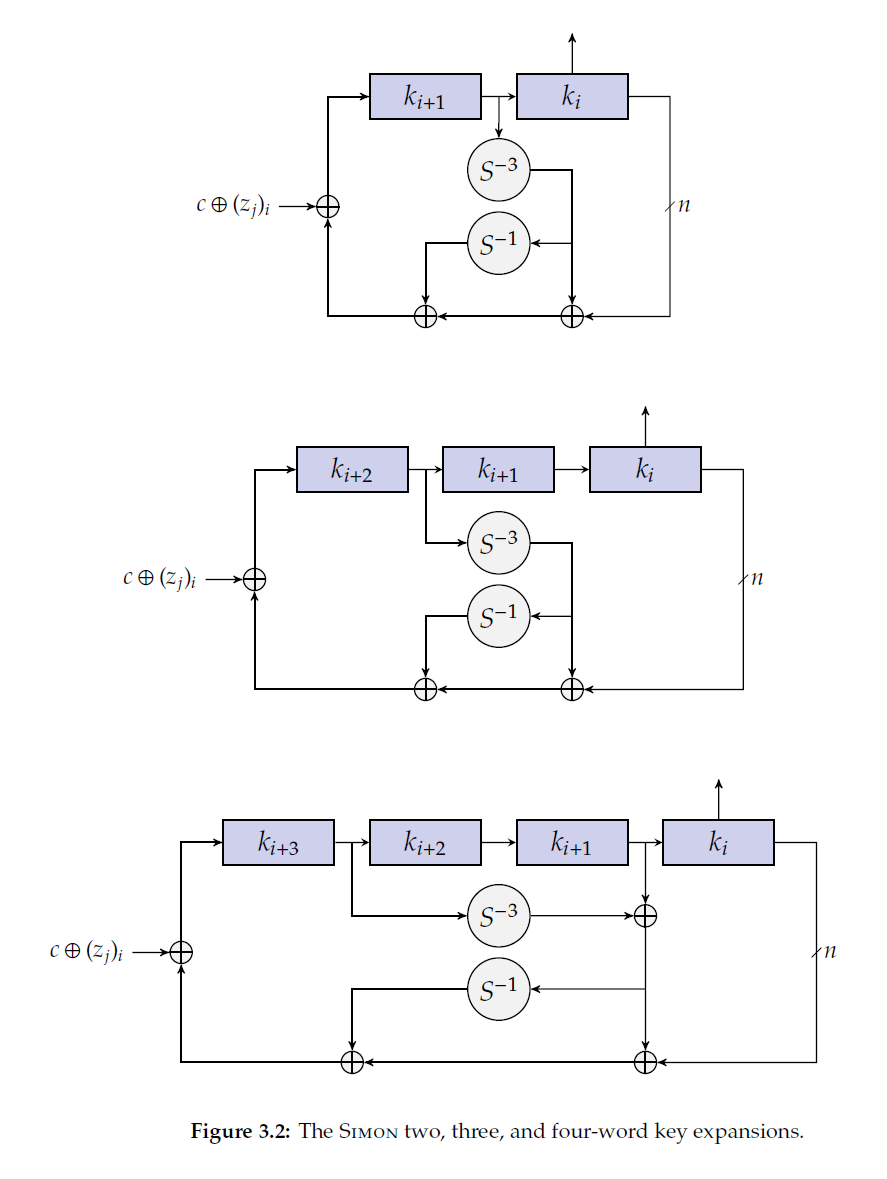 k_{i+1} k_i
S^{-3}
c ⊕ (z_j)_i n
S^{-1}
k_{i+2} k_{i+1} k_i
S^{-3}
c ⊕ (z_j)_i n
S^{-1}
k_{i+3} k_{i+2} k_{i+1} k_i
S^{-3}
c ⊕ (z_j)_i n
S^{-1}
Figure 3.2: The SIMON two, three, and four-word key expansions.